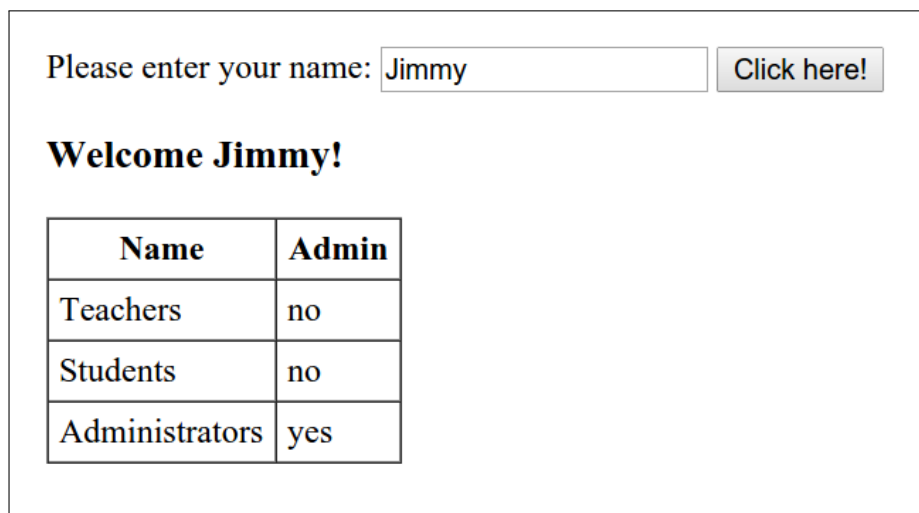 Please enter your name: Jimmy Click here!
Welcome Jimmy!
Name Admin
Teachers no
Students no
Administrators yes